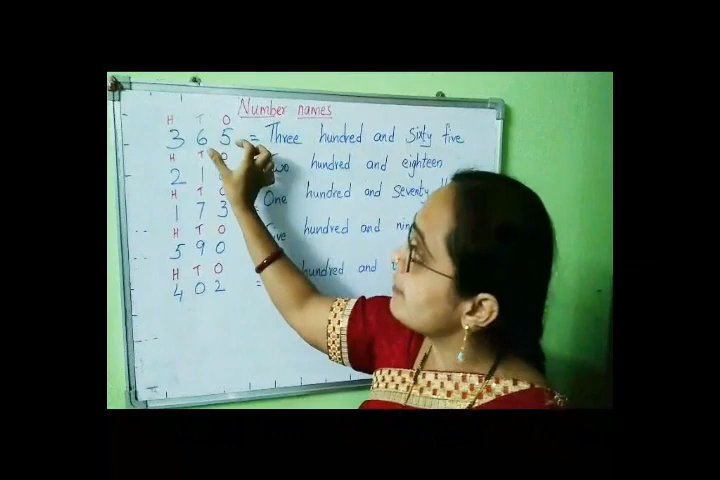 Number names
H T O
3 6 5 = Three hundred and Sixty five
H T O
2 1 hundred and eighteen
H T O
1 7 3 = One hundred and Seventy
H T O
5 9 0 hundred and
H T O
4 0 2 = hundred and